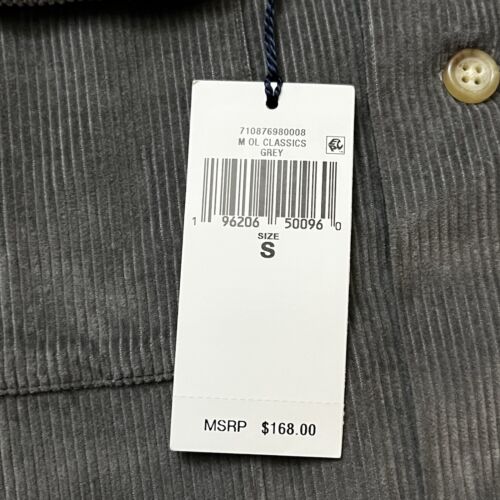 710876980008
M OL CLASSICS
GREY
1 96206 50096 0
SIZE
S
MSRP $168.00